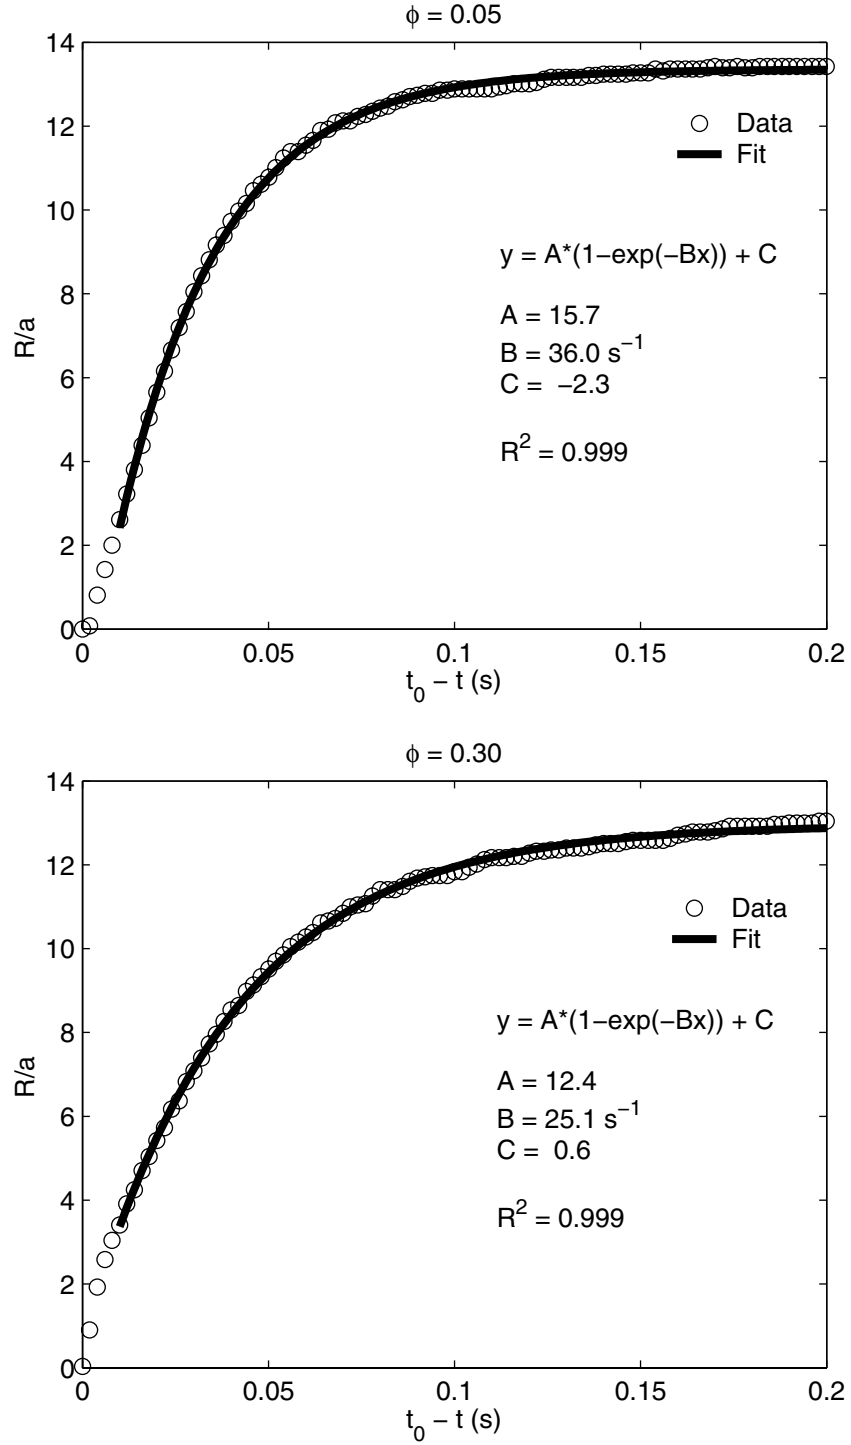 ϕ = 0.05
14
12
10
8
6
4
2
0
R/a
Data
Fit
y = A*(1−exp(−Bx)) + C
A = 15.7
B = 36.0 s⁻¹
C = −2.3
R² = 0.999
0 0.05 0.1 0.15 0.2
t₀ − t (s)
ϕ = 0.30
14
12
10
8
6
4
2
0
R/a
Data
Fit
y = A*(1−exp(−Bx)) + C
A = 12.4
B = 25.1 s⁻¹
C = 0.6
R² = 0.999
0 0.05 0.1 0.15 0.2
t₀ − t (s)